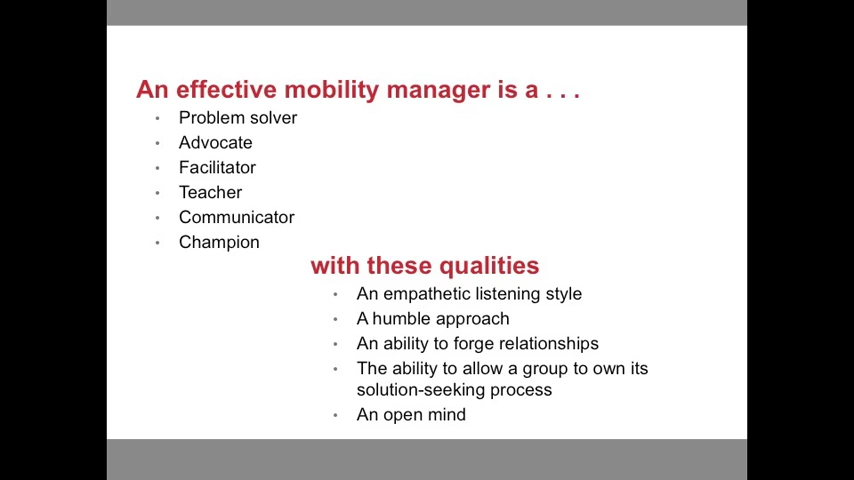 An effective mobility manager is a . . .
• Problem solver
• Advocate
• Facilitator
• Teacher
• Communicator
• Champion
with these qualities
• An empathetic listening style
• A humble approach
• An ability to forge relationships
• The ability to allow a group to own its
solution-seeking process
• An open mind